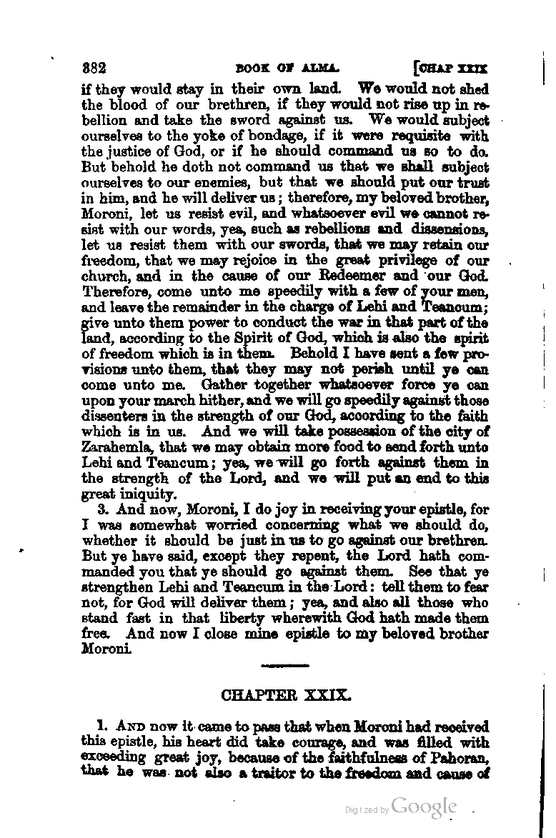 382 BOOK OF ALMA. [CHAP XXIX
if they would stay in their own land. We would not shed
the blood of our brethren, if they would not rise up in re-
bellion and take the sword against us. We would subject
ourselves to the yoke of bondage, if it were requisite with
the justice of God, or if he should command us so to do.
But behold he doth not command us that we shall subject
ourselves to our enemies, but that we should put our trust
in him, and he will deliver us; therefore, my beloved brother,
Moroni, let us resist evil, and whatsoever evil we cannot re-
sist with our words, yea, such as rebellions and dissensions,
let us resist them with our swords, that we may retain our
freedom, that we may rejoice in the great privilege of our
church, and in the cause of our Redeemer and our God.
Therefore, come unto me speedily with a few of your men,
and leave the remainder in the charge of Lehi and Teancum;
give unto them power to conduct the war in that part of the
land, according to the Spirit of God, which is also the spirit
of freedom which is in them. Behold I have sent a few pro-
visions unto them, that they may not perish until ye can
come unto me. Gather together whatsoever force ye can
upon your march hither, and we will go speedily against those
dissenters in the strength of our God, according to the faith
which is in us. And we will take possession of the city of
Zarahemla, that we may obtain more food to send forth unto
Lehi and Teancum; yea, we will go forth against them in
the strength of the Lord, and we will put an end to this
great iniquity.
3. And now, Moroni, I do joy in receiving your epistle, for
I was somewhat worried concerning what we should do,
whether it should be just in us to go against our brethren.
But ye have said, except they repent, the Lord hath com-
manded you that ye should go against them. See that ye
strengthen Lehi and Teancum in the Lord: tell them to fear
not, for God will deliver them; yea, and also all those who
stand fast in that liberty wherewith God hath made them
free. And now I close mine epistle to my beloved brother
Moroni.
CHAPTER XXIX.
1. AND now it came to pass that when Moroni had received
this epistle, his heart did take courage, and was filled with
exceeding great joy, because of the faithfulness of Pahoran,
that he was not also a traitor to the freedom and cause of
Digitized by Google